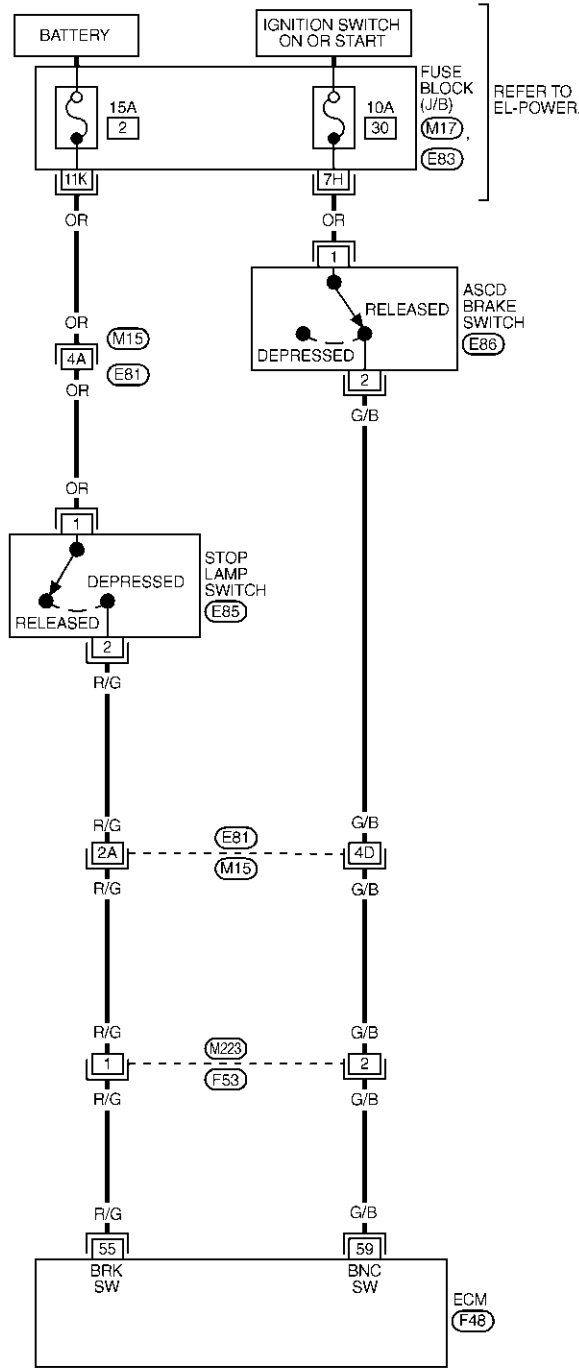 BATTERY
IGNITION SWITCH
ON OR START
15A
2
10A
30
FUSE
BLOCK
(J/B)
M17 ,
E83
REFER TO
EL-POWER.
11K
7H
OR
OR
1
ASCD
BRAKE
SWITCH
E86
RELEASED
DEPRESSED
2
G/B
OR
M15
4A
E81
OR
OR
1
STOP
LAMP
SWITCH
E85
DEPRESSED
RELEASED
2
R/G
R/G
G/B
2A
E81
M15
4D
R/G
G/B
R/G
G/B
1
M223
F53
2
R/G
G/B
R/G
G/B
55
59
BRK
SW
BNC
SW
ECM
F48